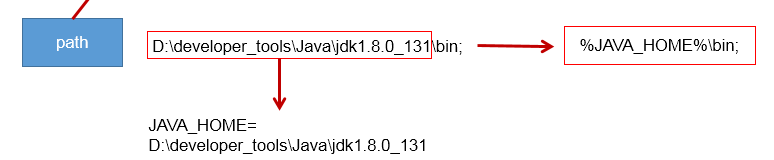 path
D:\developer_tools\Java\jdk1.8.0_131\bin;
%JAVA_HOME%\bin;
JAVA_HOME=
D:\developer_tools\Java\jdk1.8.0_131